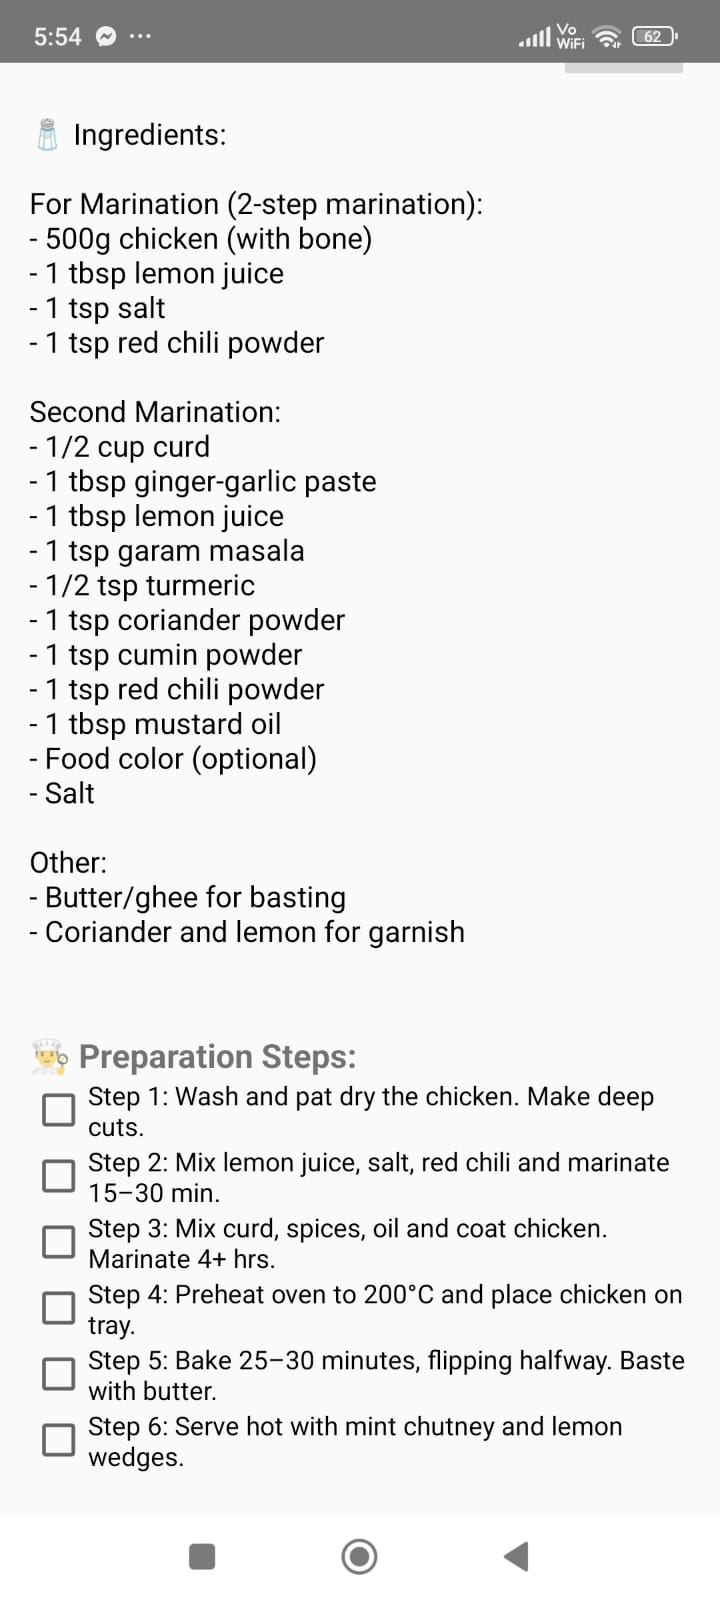 5:54
Vo
WiFi
62
Ingredients:
For Marination (2-step marination):
- 500g chicken (with bone)
- 1 tbsp lemon juice
- 1 tsp salt
- 1 tsp red chili powder
Second Marination:
- 1/2 cup curd
- 1 tbsp ginger-garlic paste
- 1 tbsp lemon juice
- 1 tsp garam masala
- 1/2 tsp turmeric
- 1 tsp coriander powder
- 1 tsp cumin powder
- 1 tsp red chili powder
- 1 tbsp mustard oil
- Food color (optional)
- Salt
Other:
- Butter/ghee for basting
- Coriander and lemon for garnish
Preparation Steps:
Step 1: Wash and pat dry the chicken. Make deep
cuts.
Step 2: Mix lemon juice, salt, red chili and marinate
15–30 min.
Step 3: Mix curd, spices, oil and coat chicken.
Marinate 4+ hrs.
Step 4: Preheat oven to 200°C and place chicken on
tray.
Step 5: Bake 25–30 minutes, flipping halfway. Baste
with butter.
Step 6: Serve hot with mint chutney and lemon
wedges.